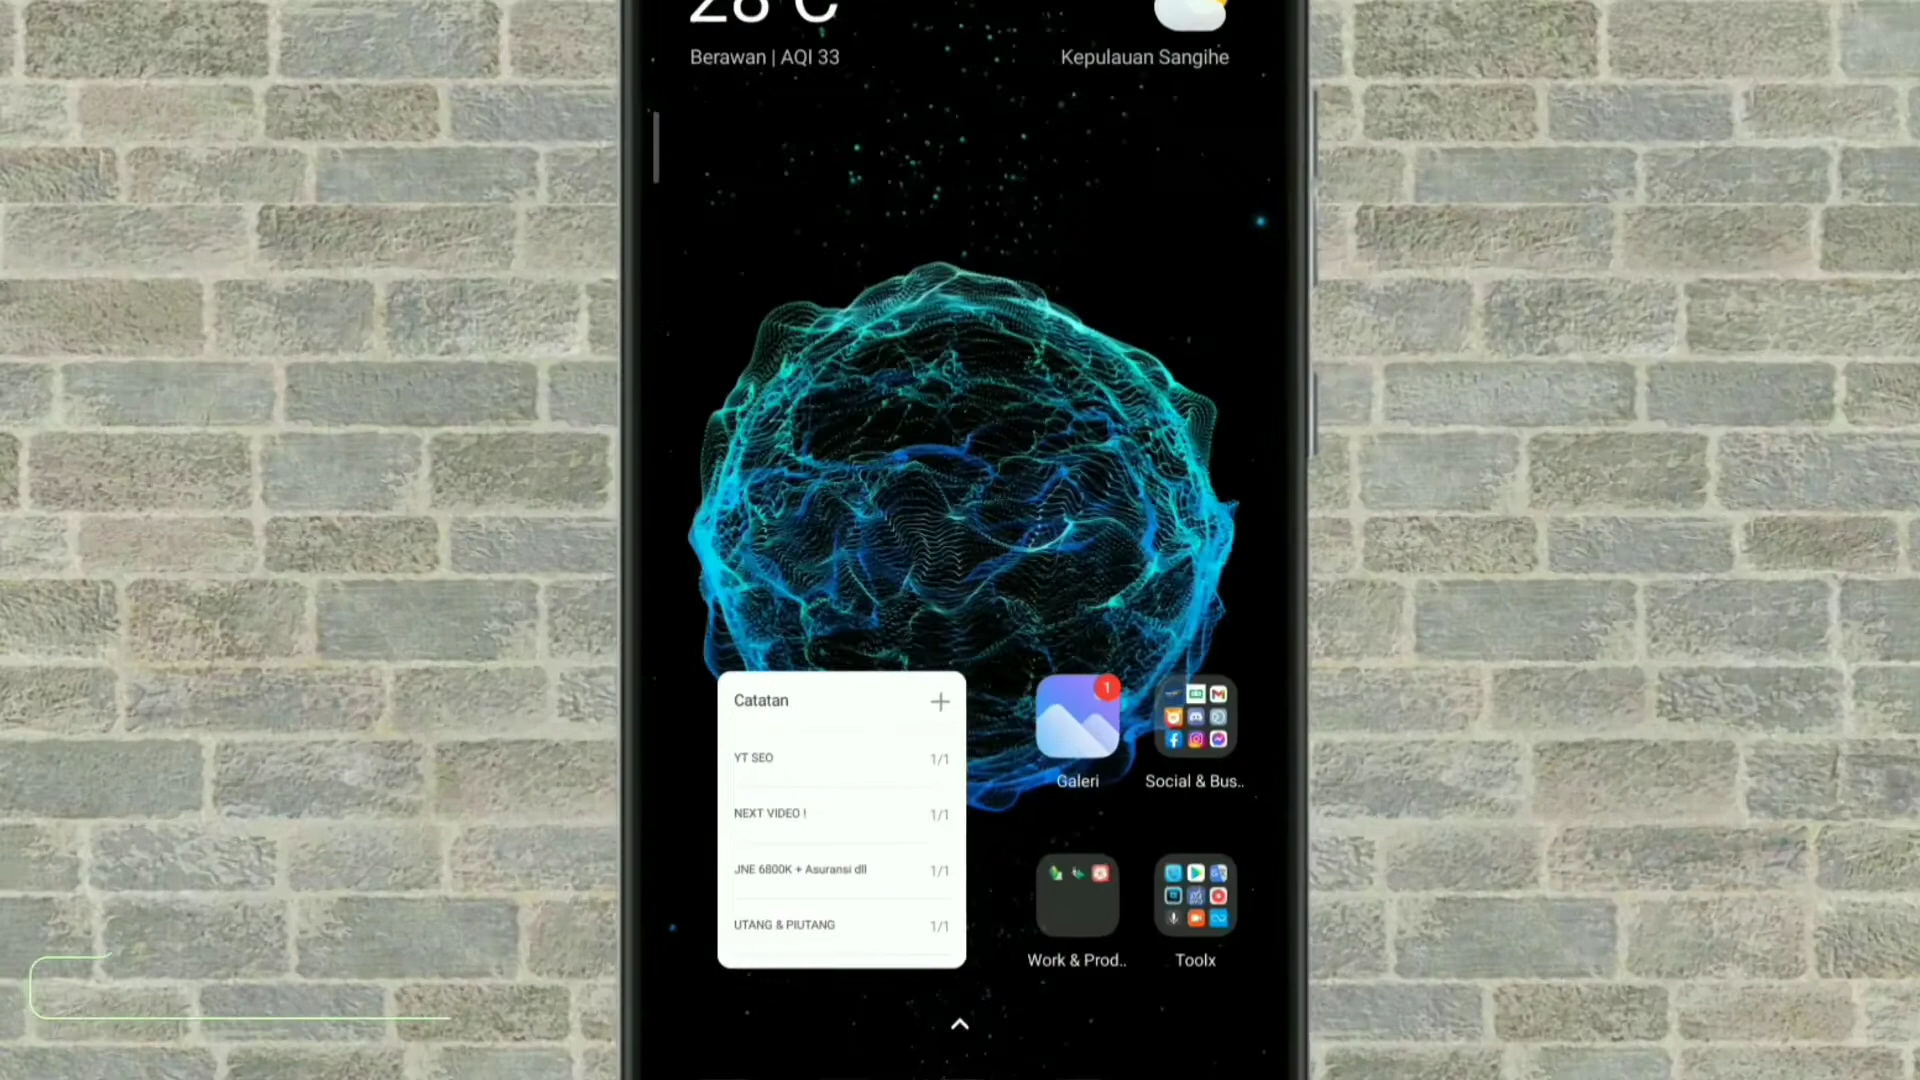 28°C
Berawan | AQI 33
Kepulauan Sangihe
Catatan
YT SEO 1/1
NEXT VIDEO ! 1/1
JNE 6800K + Asuransi dll 1/1
UTANG & PIUTANG 1/1
1
Galeri
Social & Bus..
Work & Prod..
Toolx